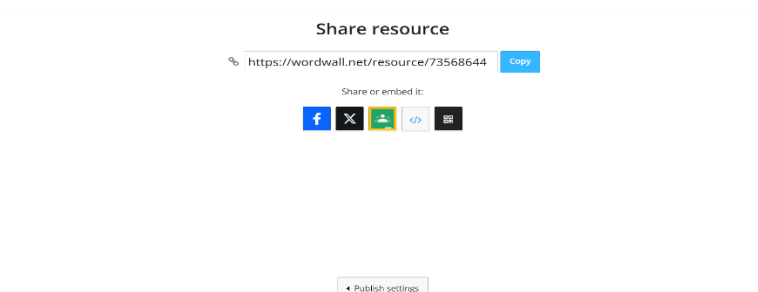 Share resource
https://wordwall.net/resource/73568644
Copy
Share or embed it:
Publish settings